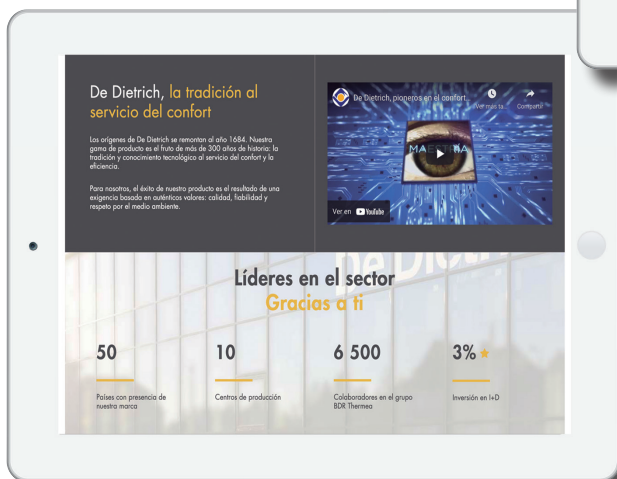 De Dietrich, la tradición al
servicio del confort
Los orígenes de De Dietrich se remontan al año 1684. Nuestra
gama de producto es el fruto de más de 300 años de historia: la
tradición y conocimiento tecnológico al servicio del confort y la
eficiencia.
Para nosotros, el éxito de nuestro producto es el resultado de una
exigencia basada en auténticos valores: calidad, fiabilidad y
respeto por el medio ambiente.
De Dietrich, pioneros en el confort...
Ver más ta...
Compartir
MAESTRIA
Ver en YouTube
De Dietrich
Líderes en el sector
Gracias a ti
50
Países con presencia de
nuestra marca
10
Centros de producción
6 500
Colaboradores en el grupo
BDR Thermea
3%
Inversión en I+D